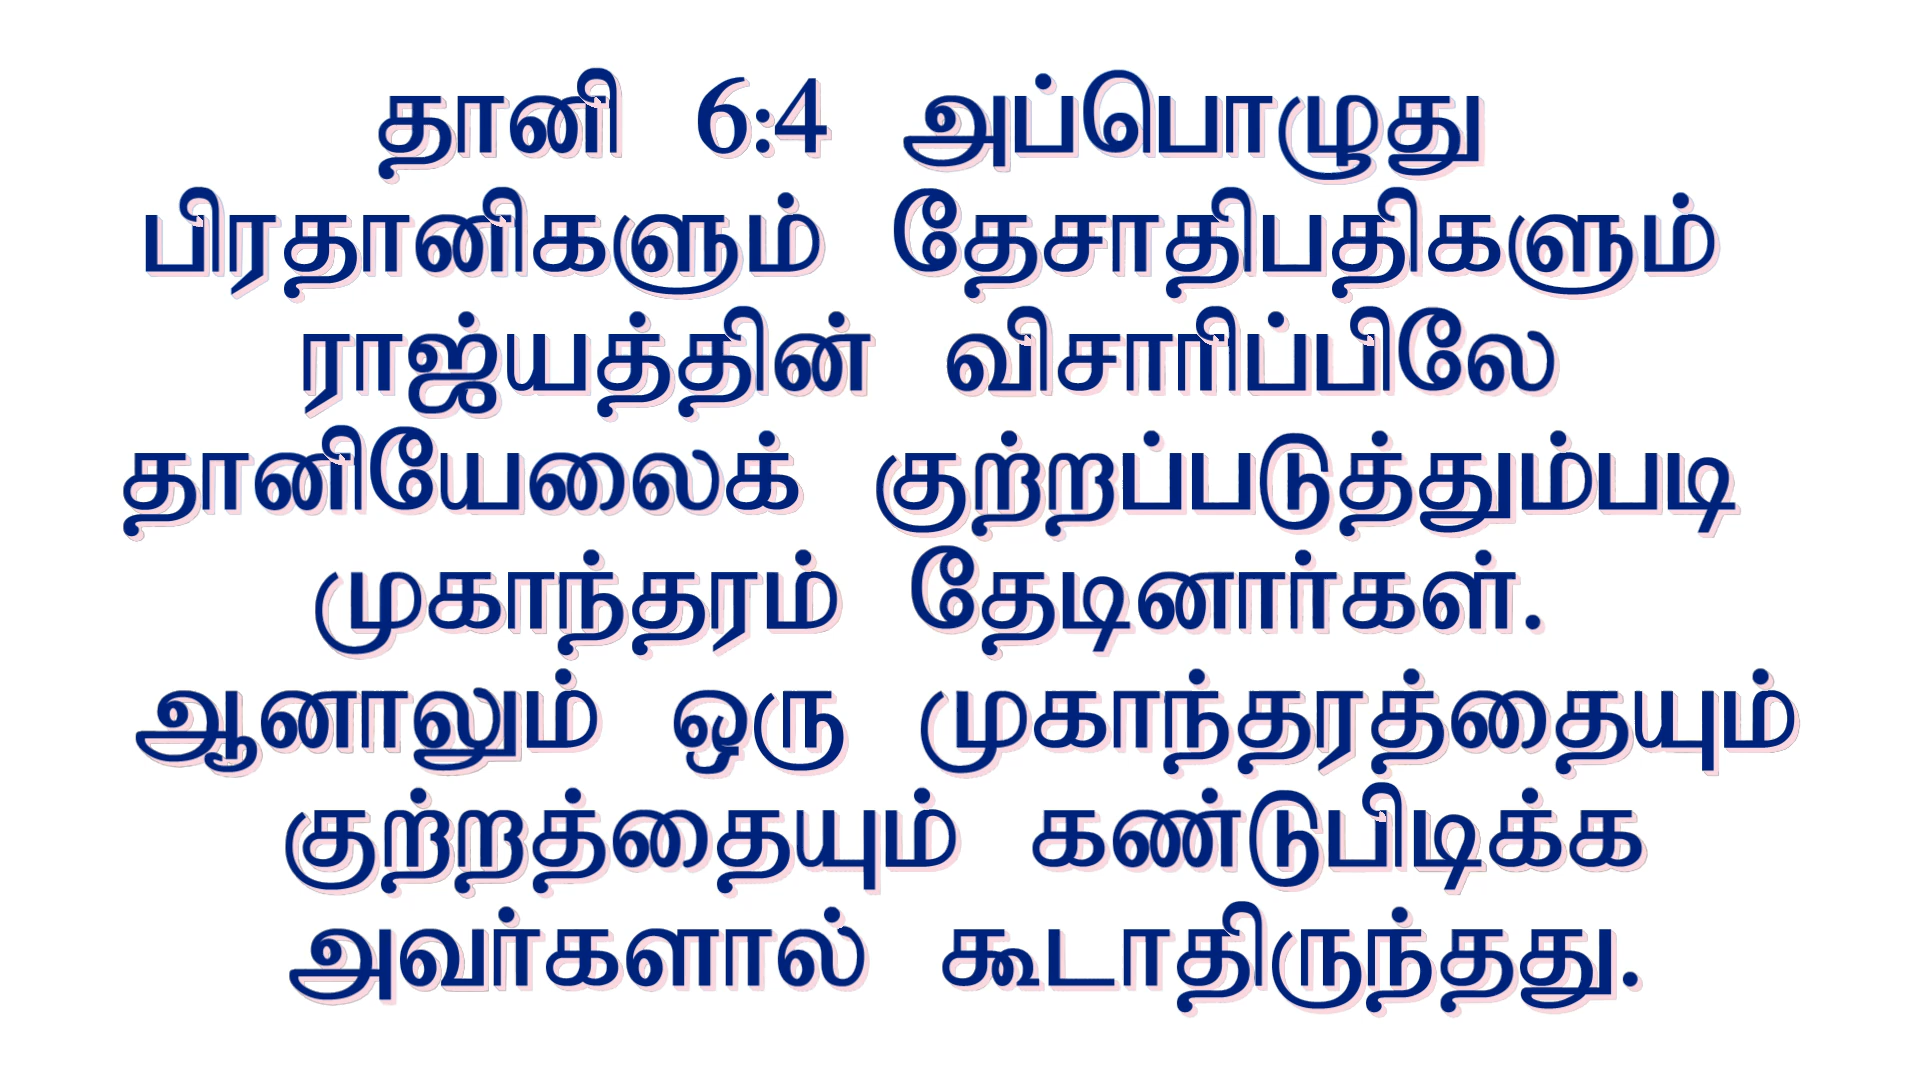 தானி 6:4 அப்பொழுது
பிரதானிகளும் தேசாதிபதிகளும்
ராஜ்யத்தின் விசாரிப்பிலே
தானியேலைக் குற்றப்படுத்தும்படி
முகாந்தரம் தேடினார்கள்.
ஆனாலும் ஒரு முகாந்தரத்தையும்
குற்றத்தையும் கண்டுபிடிக்க
அவர்களால் கூடாதிருந்தது.